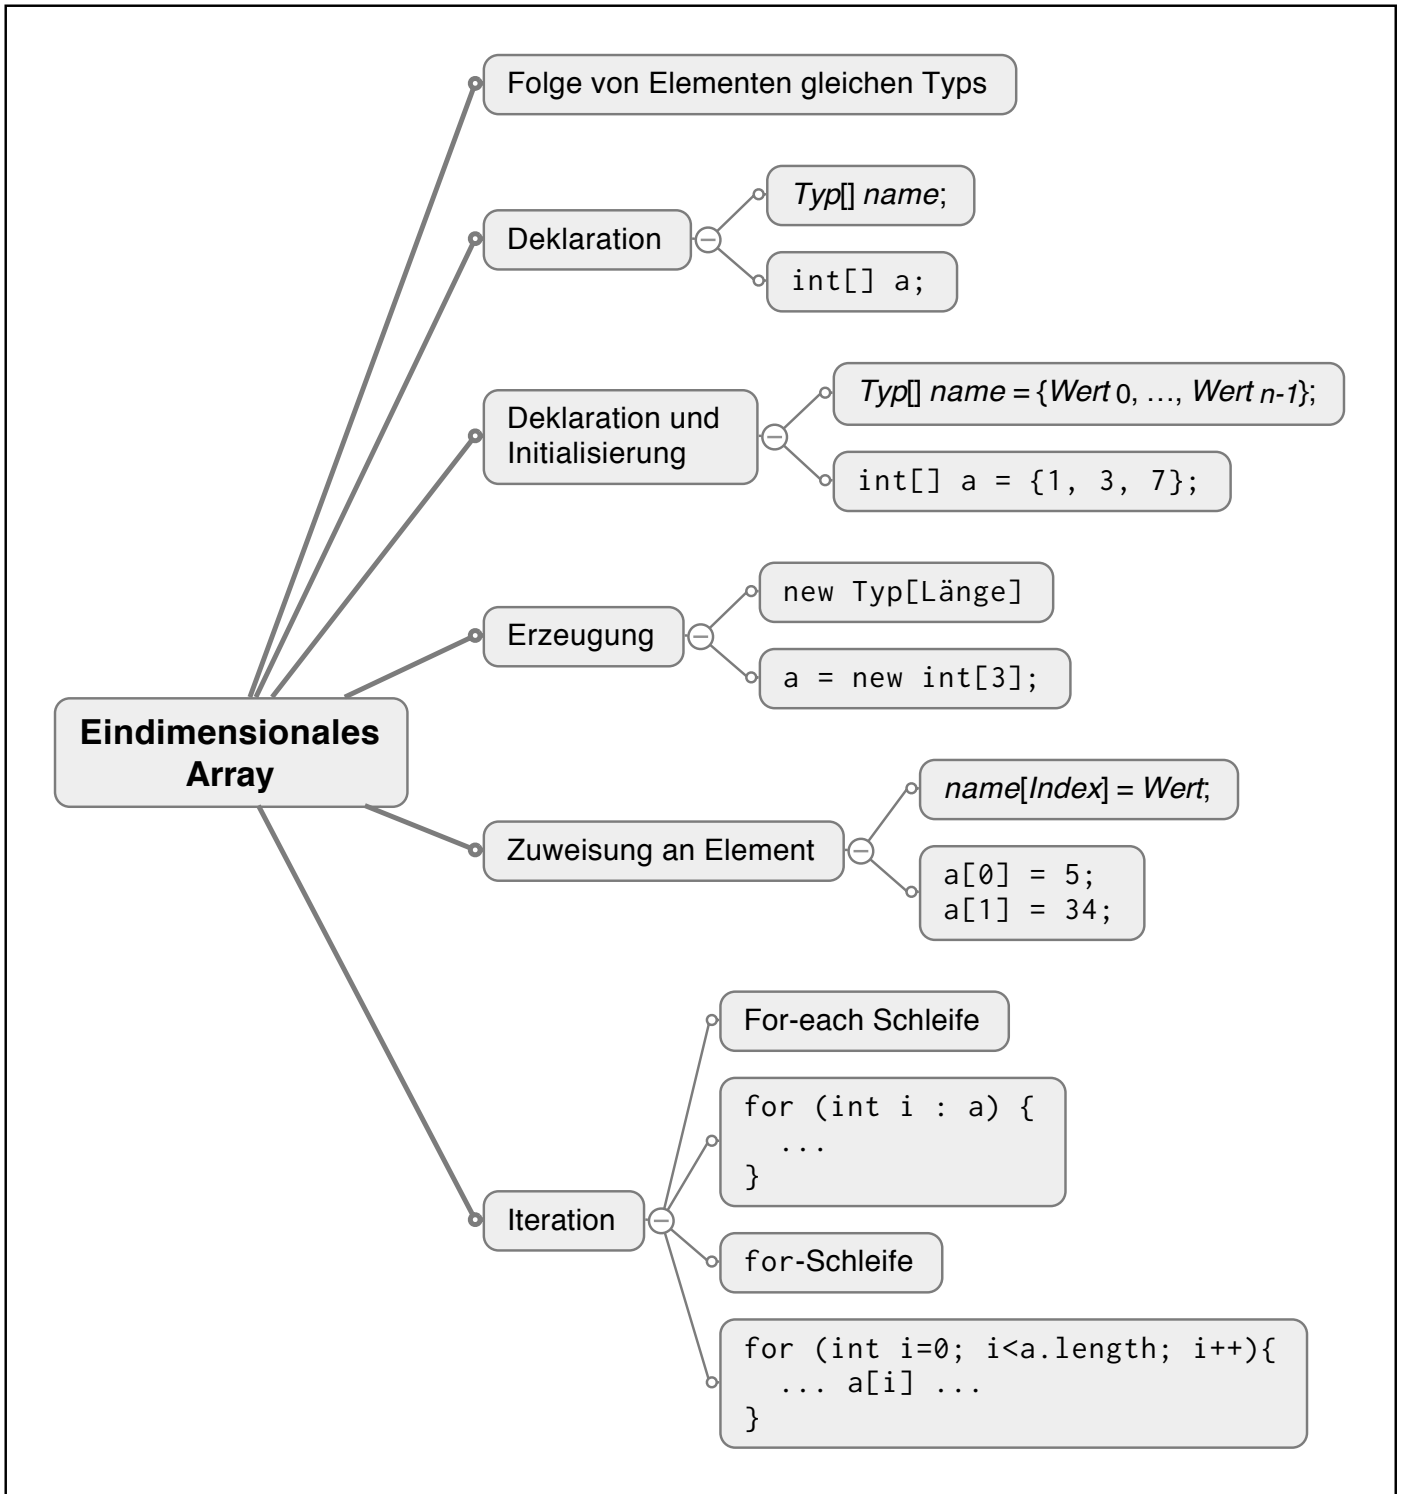 Folge von Elementen gleichen Typs
Deklaration
Typ[] name;
int[] a;
Deklaration und
Initialisierung
Typ[] name = {Wert 0, …, Wert n-1};
int[] a = {1, 3, 7};
Erzeugung
new Typ[Länge]
a = new int[3];
Eindimensionales
Array
Zuweisung an Element
name[Index] = Wert;
a[0] = 5;
a[1] = 34;
Iteration
For-each Schleife
for (int i : a) {
...
}
for-Schleife
for (int i=0; i<a.length; i++){
... a[i] ...
}